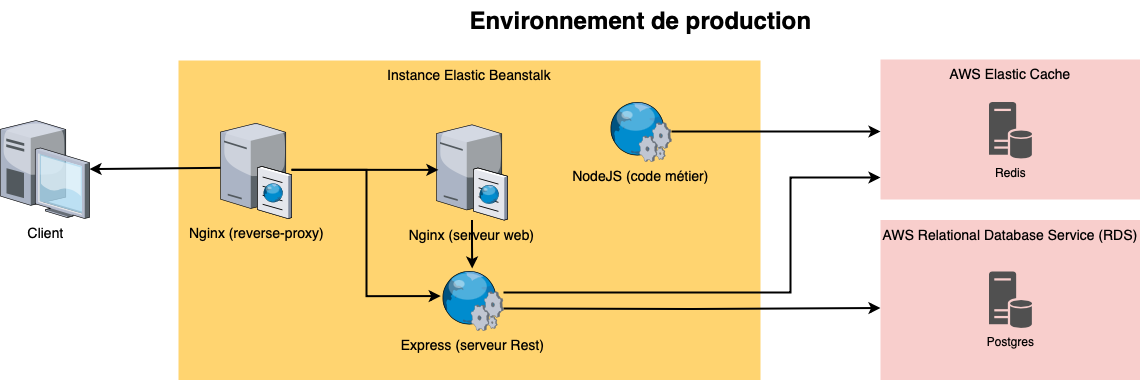 Environnement de production
Instance Elastic Beanstalk
AWS Elastic Cache
Redis
NodeJS (code métier)
Client
Nginx (reverse-proxy)
Nginx (serveur web)
AWS Relational Database Service (RDS)
Express (serveur Rest)
Postgres